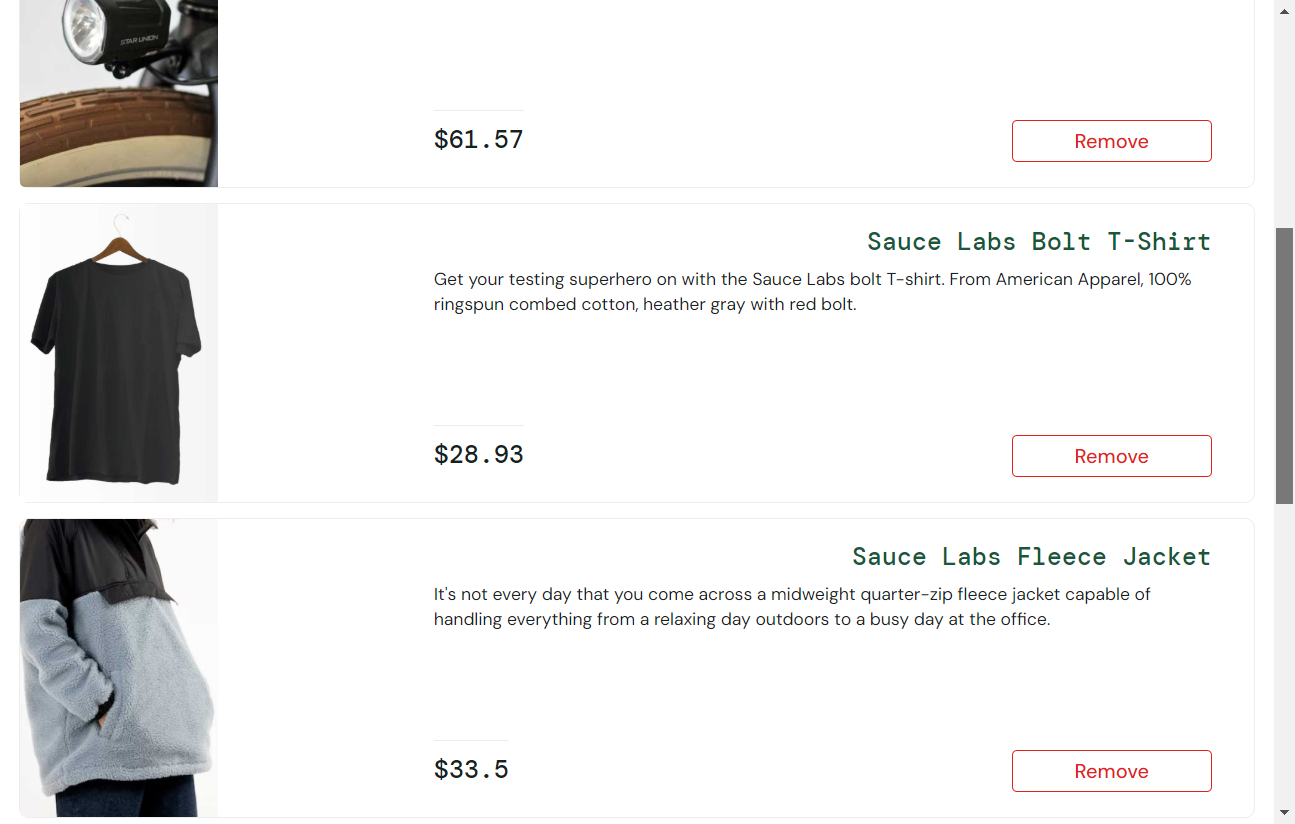 STAR UNION
$61.57
Remove
Sauce Labs Bolt T-Shirt
Get your testing superhero on with the Sauce Labs bolt T-shirt. From American Apparel, 100%
ringspun combed cotton, heather gray with red bolt.
$28.93
Remove
Sauce Labs Fleece Jacket
It's not every day that you come across a midweight quarter-zip fleece jacket capable of
handling everything from a relaxing day outdoors to a busy day at the office.
$33.5
Remove